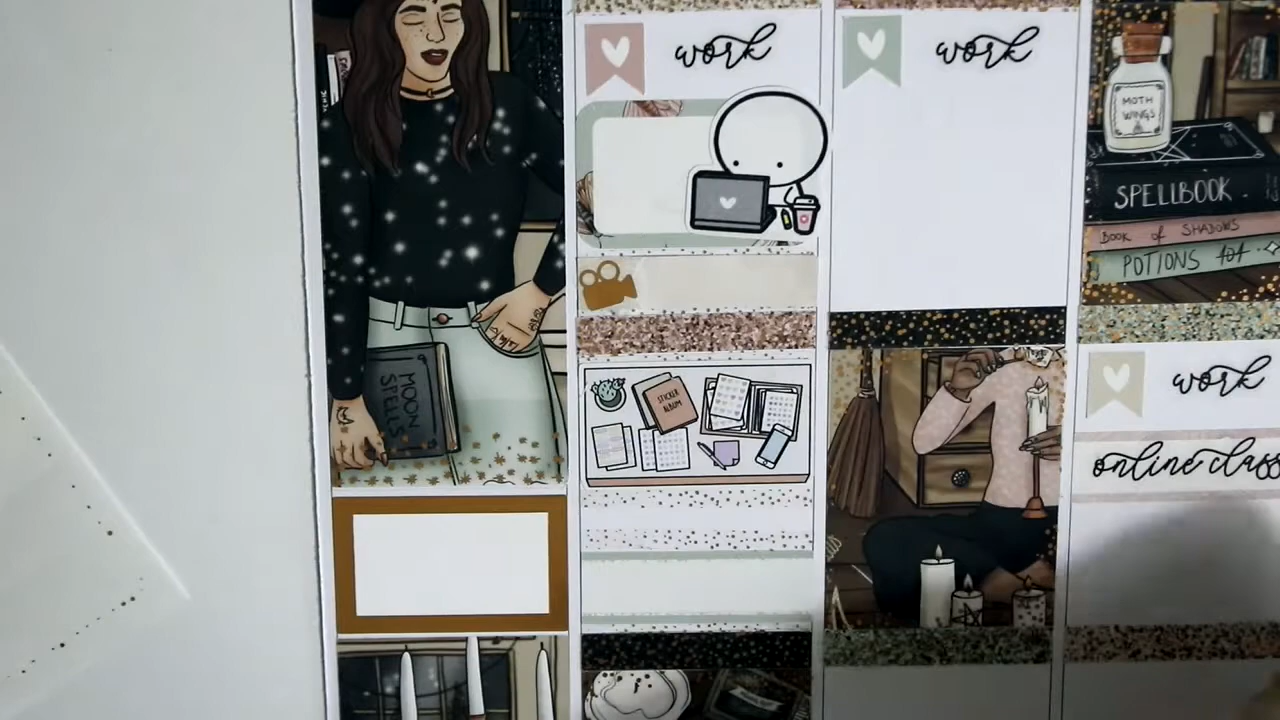 work
work
MOTH
WINGS
SPELLBOOK
BOOK of SHADOWS
POTIONS 101
MOON
SPELLS
STICKER
ALBUM
work
online class